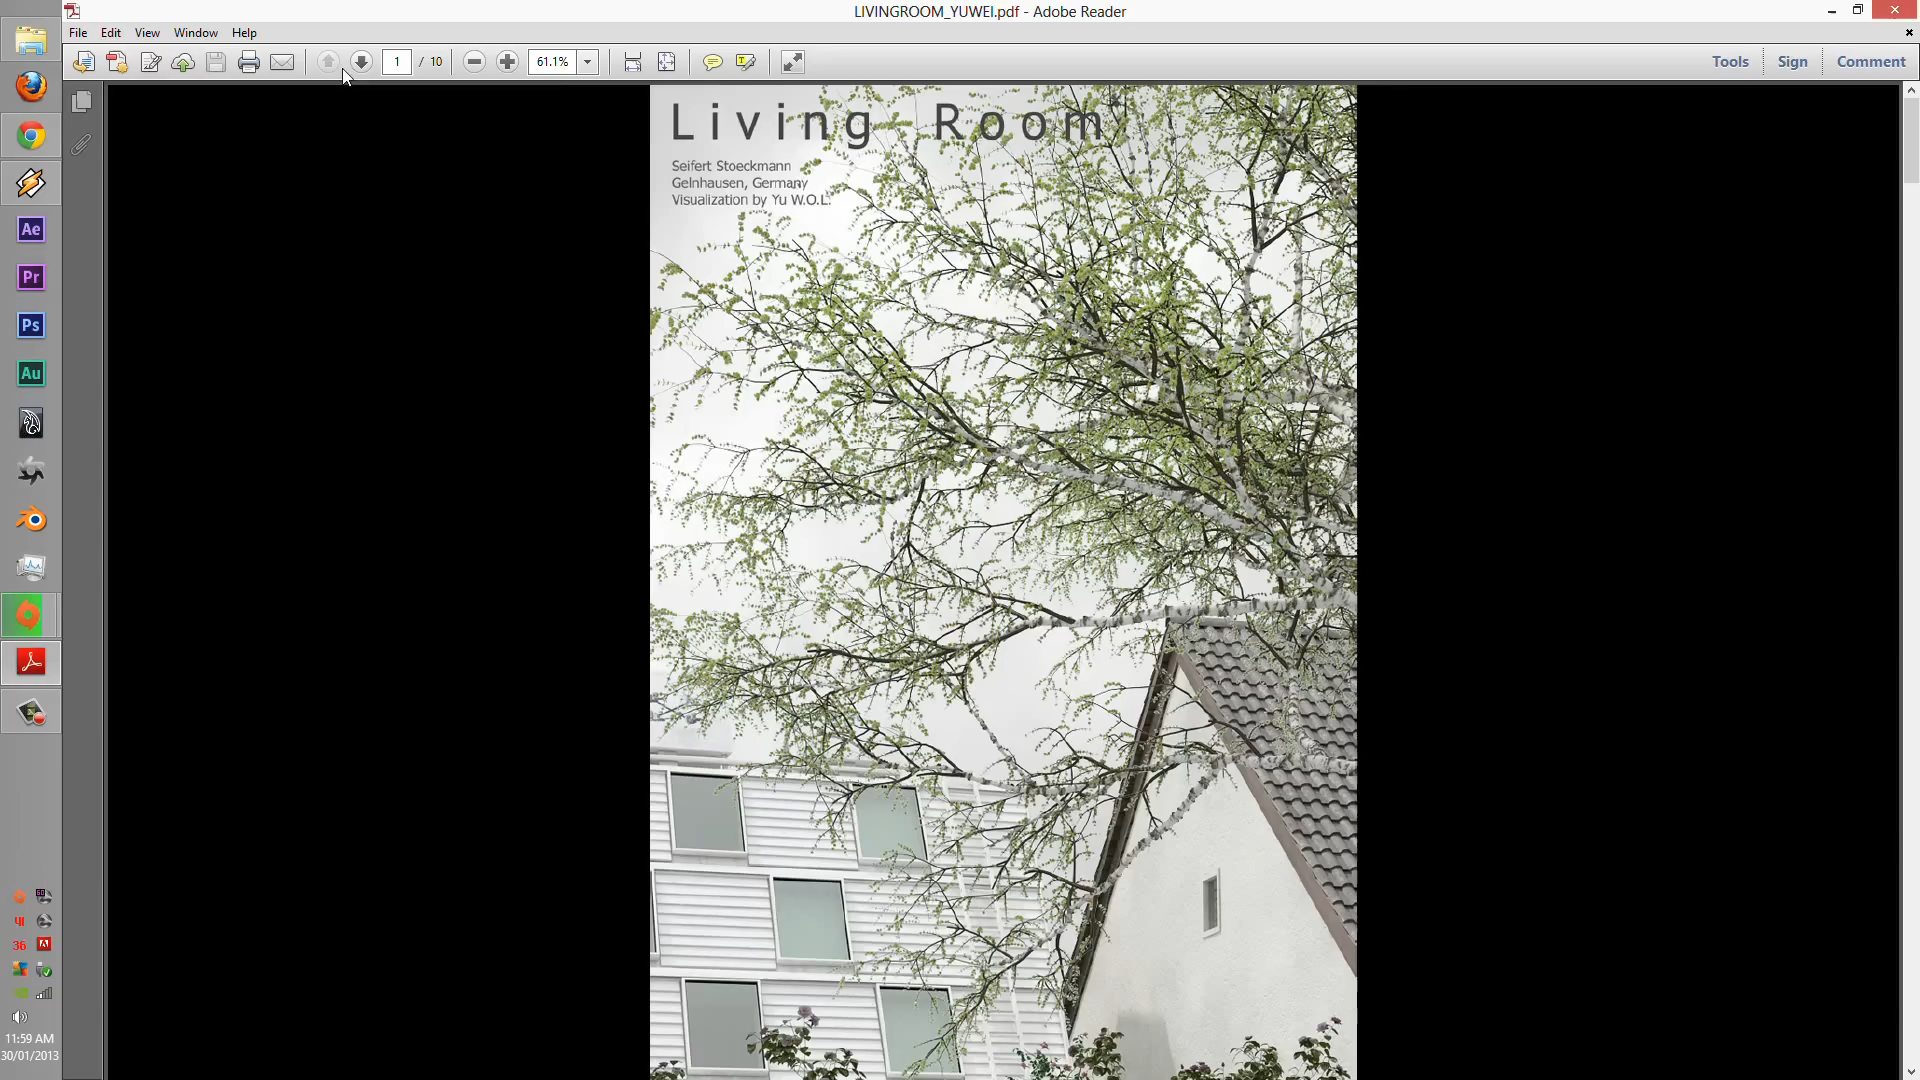 LIVINGROOM_YUWEI.pdf - Adobe Reader
File Edit View Window Help
1 / 10 61.1% Tools Sign Comment
Living Room
Seifert Stoeckmann
Gelnhausen, Germany
Visualization by Yu W.O.L.
Ae
Pr
Ps
Au
36
11:59 AM
30/01/2013